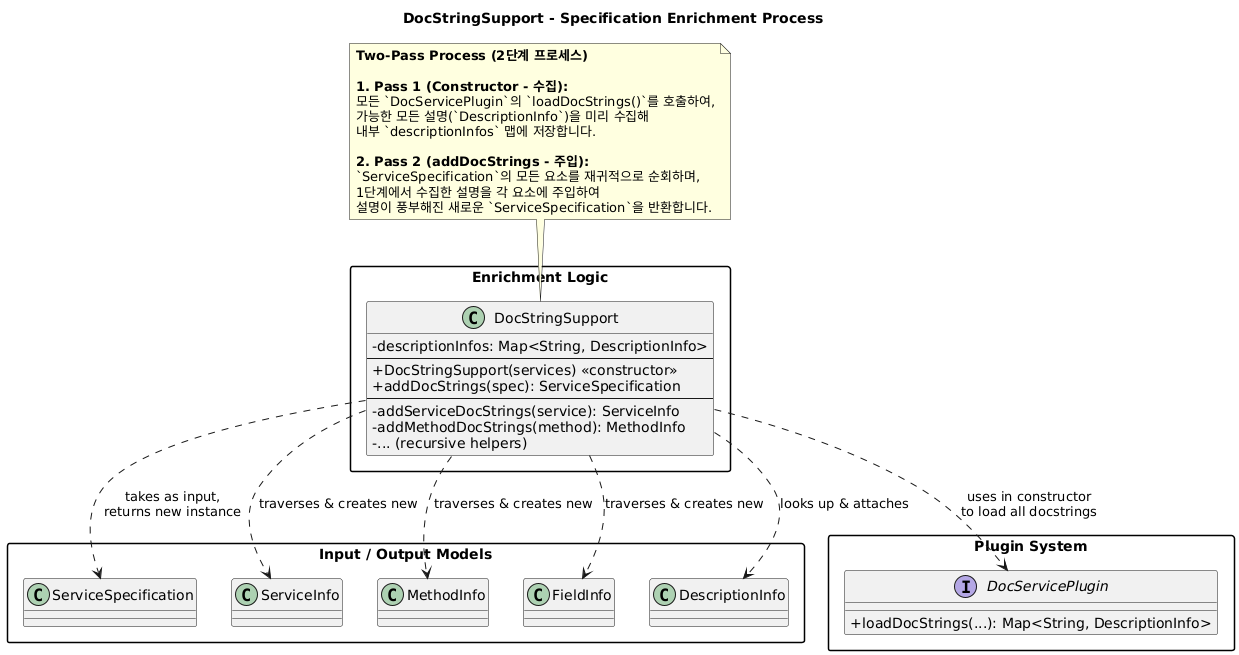 DocStringSupport - Specification Enrichment Process
Two-Pass Process (2단계 프로세스)
1. Pass 1 (Constructor - 수집):
모든 `DocServicePlugin`의 `loadDocStrings()`를 호출하여,
가능한 모든 설명(`DescriptionInfo`)을 미리 수집해
내부 `descriptionInfos` 맵에 저장합니다.
2. Pass 2 (addDocStrings - 주입):
`ServiceSpecification`의 모든 요소를 재귀적으로 순회하며,
1단계에서 수집한 설명을 각 요소에 주입하여
설명이 풍부해진 새로운 `ServiceSpecification`을 반환합니다.
Enrichment Logic
C DocStringSupport
-descriptionInfos: Map<String, DescriptionInfo>
+DocStringSupport(services) «constructor»
+addDocStrings(spec): ServiceSpecification
-addServiceDocStrings(service): ServiceInfo
-addMethodDocStrings(method): MethodInfo
-... (recursive helpers)
takes as input,
returns new instance
traverses & creates new
traverses & creates new
traverses & creates new
looks up & attaches
uses in constructor
to load all docstrings
Input / Output Models
C ServiceSpecification
C ServiceInfo
C MethodInfo
C FieldInfo
C DescriptionInfo
Plugin System
I DocServicePlugin
+loadDocStrings(...): Map<String, DescriptionInfo>